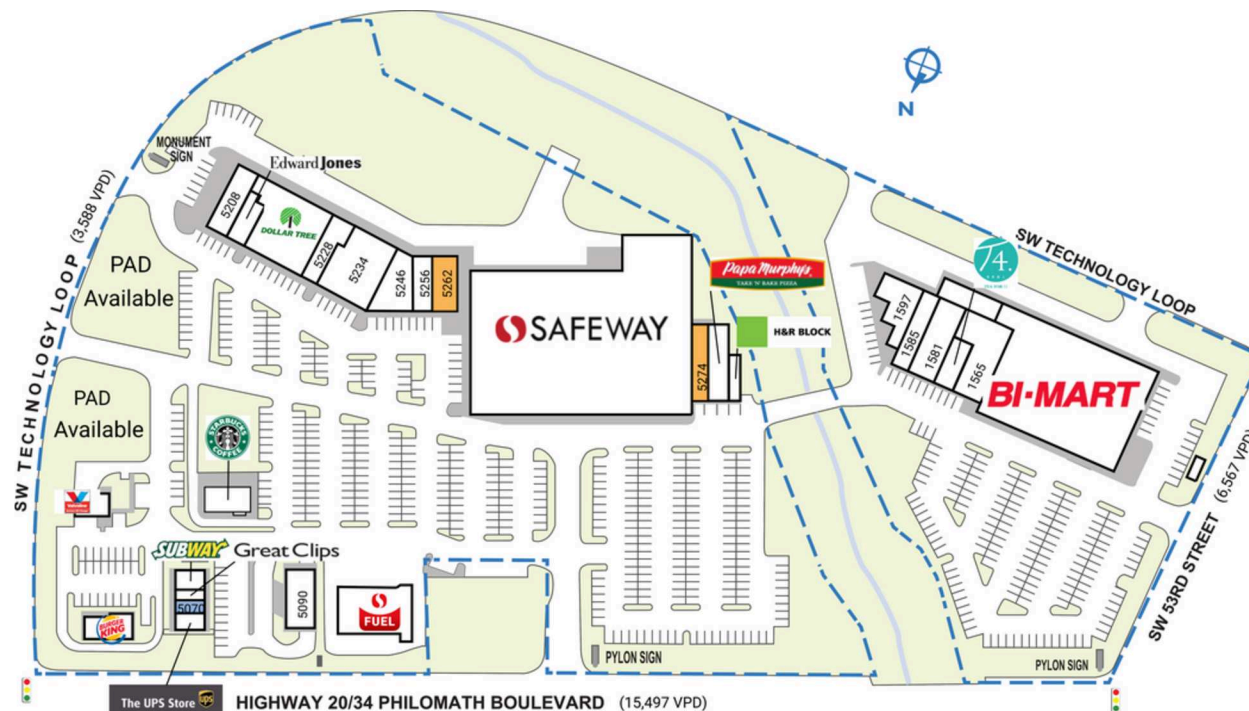 N
MONUMENT
SIGN
Edward Jones
SW TECHNOLOGY LOOP (3,588 VPD)
5208
DOLLAR TREE
5228
5234
5246
5256
5262
PAD
Available
SAFEWAY
Papa Murphy's
TAKE 'N' BAKE PIZZA
H&R BLOCK
5274
T4.
SW TECHNOLOGY LOOP
1597
1585
1581
1565
BI-MART
PAD
Available
STARBUCKS
COFFEE
Valvoline
SUBWAY
Great Clips
5070
5090
FUEL
BURGER
KING
SW 53RD STREET (6,567 VPD)
PYLON SIGN
PYLON SIGN
The UPS Store ups
HIGHWAY 20/34 PHILOMATH BOULEVARD (15,497 VPD)